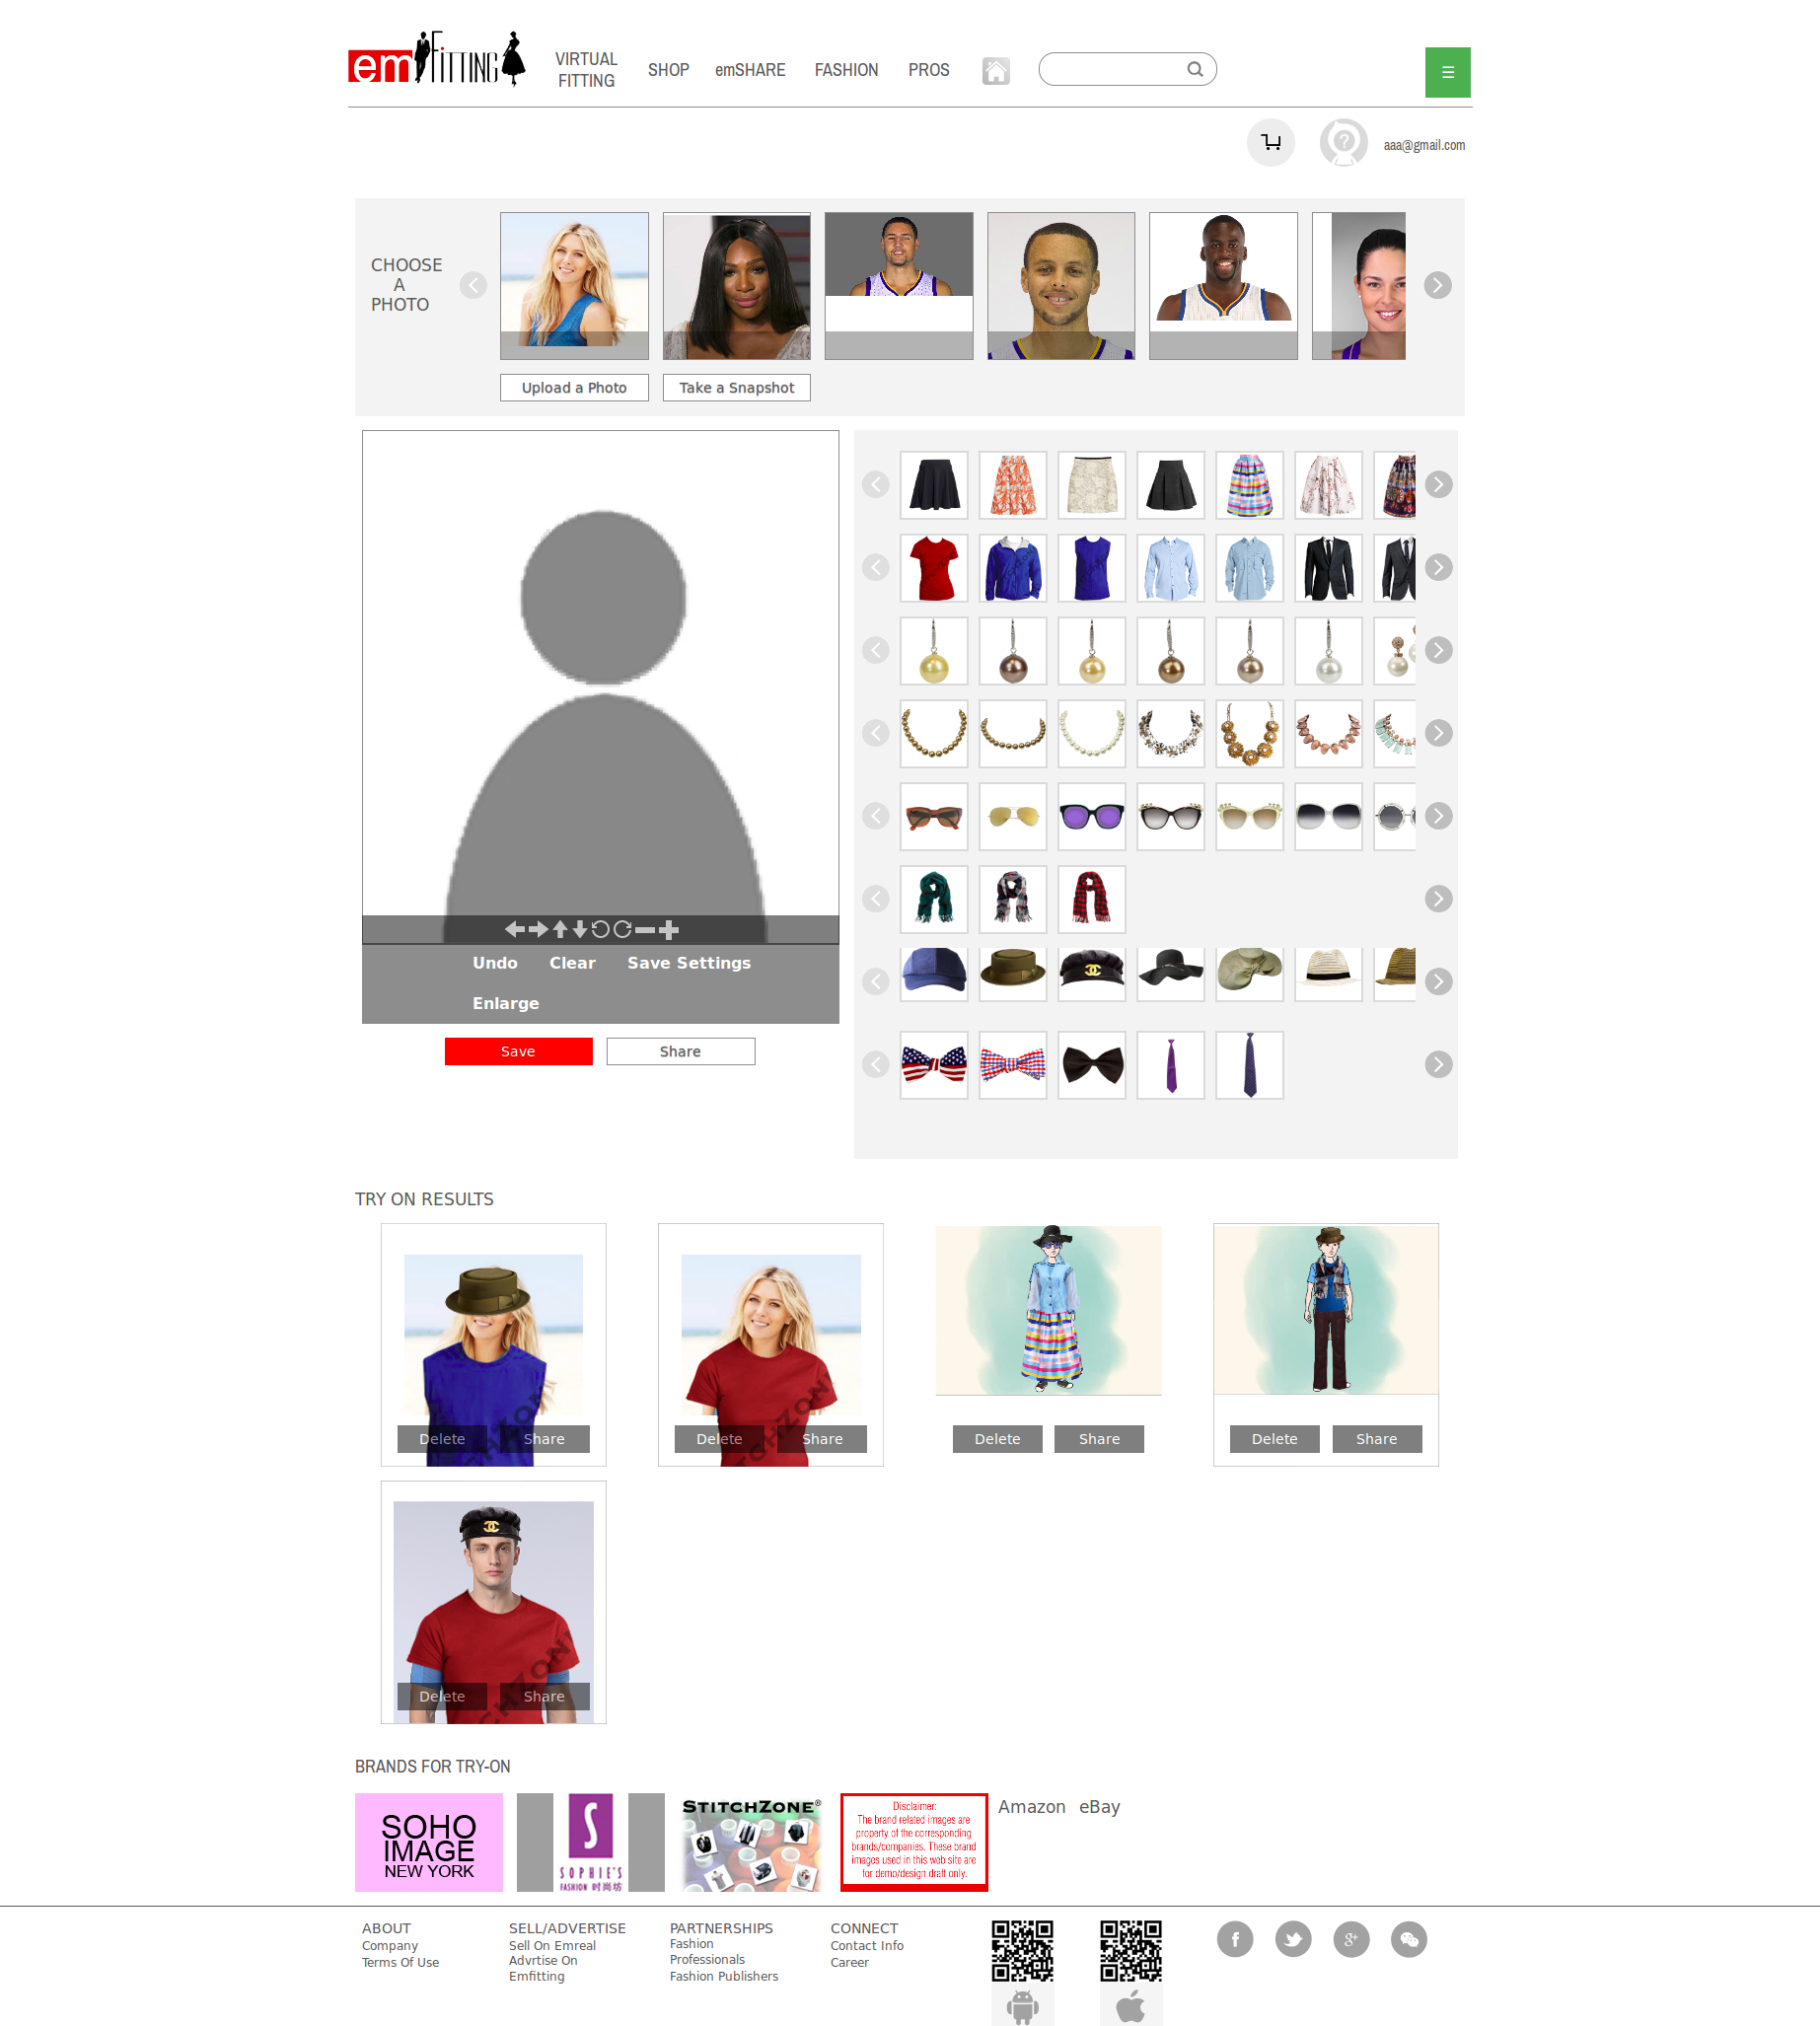 em FITTING
VIRTUAL
FITTING
SHOP
emSHARE
FASHION
PROS
aaa@gmail.com
CHOOSE
A
PHOTO
Upload a Photo
Take a Snapshot
Undo
Clear
Save Settings
Enlarge
Save
Share
TRY ON RESULTS
Delete
Share
Delete
Share
Delete
Share
Delete
Share
Delete
Share
BRANDS FOR TRY-ON
SOHO
IMAGE
NEW YORK
S
SOPHIE'S
FASHION 时尚坊
STITCHZONE®
Disclaimer:
The brand related images are
property of the corresponding
brands/companies. These brand
images used in this web site are
for demo/design draft only.
Amazon
eBay
ABOUT
Company
Terms Of Use
SELL/ADVERTISE
Sell On Emreal
Advrtise On
Emfitting
PARTNERSHIPS
Fashion
Professionals
Fashion Publishers
CONNECT
Contact Info
Career